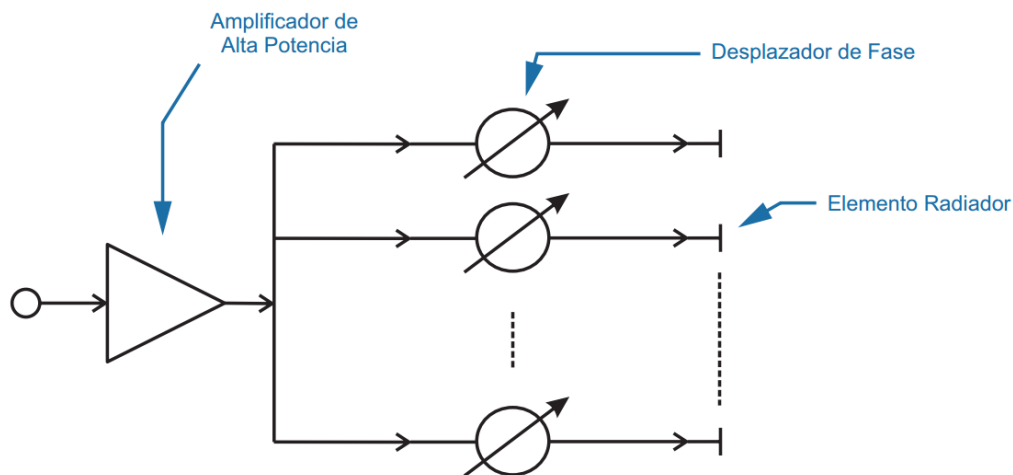 Amplificador de
Alta Potencia
Desplazador de Fase
Elemento Radiador